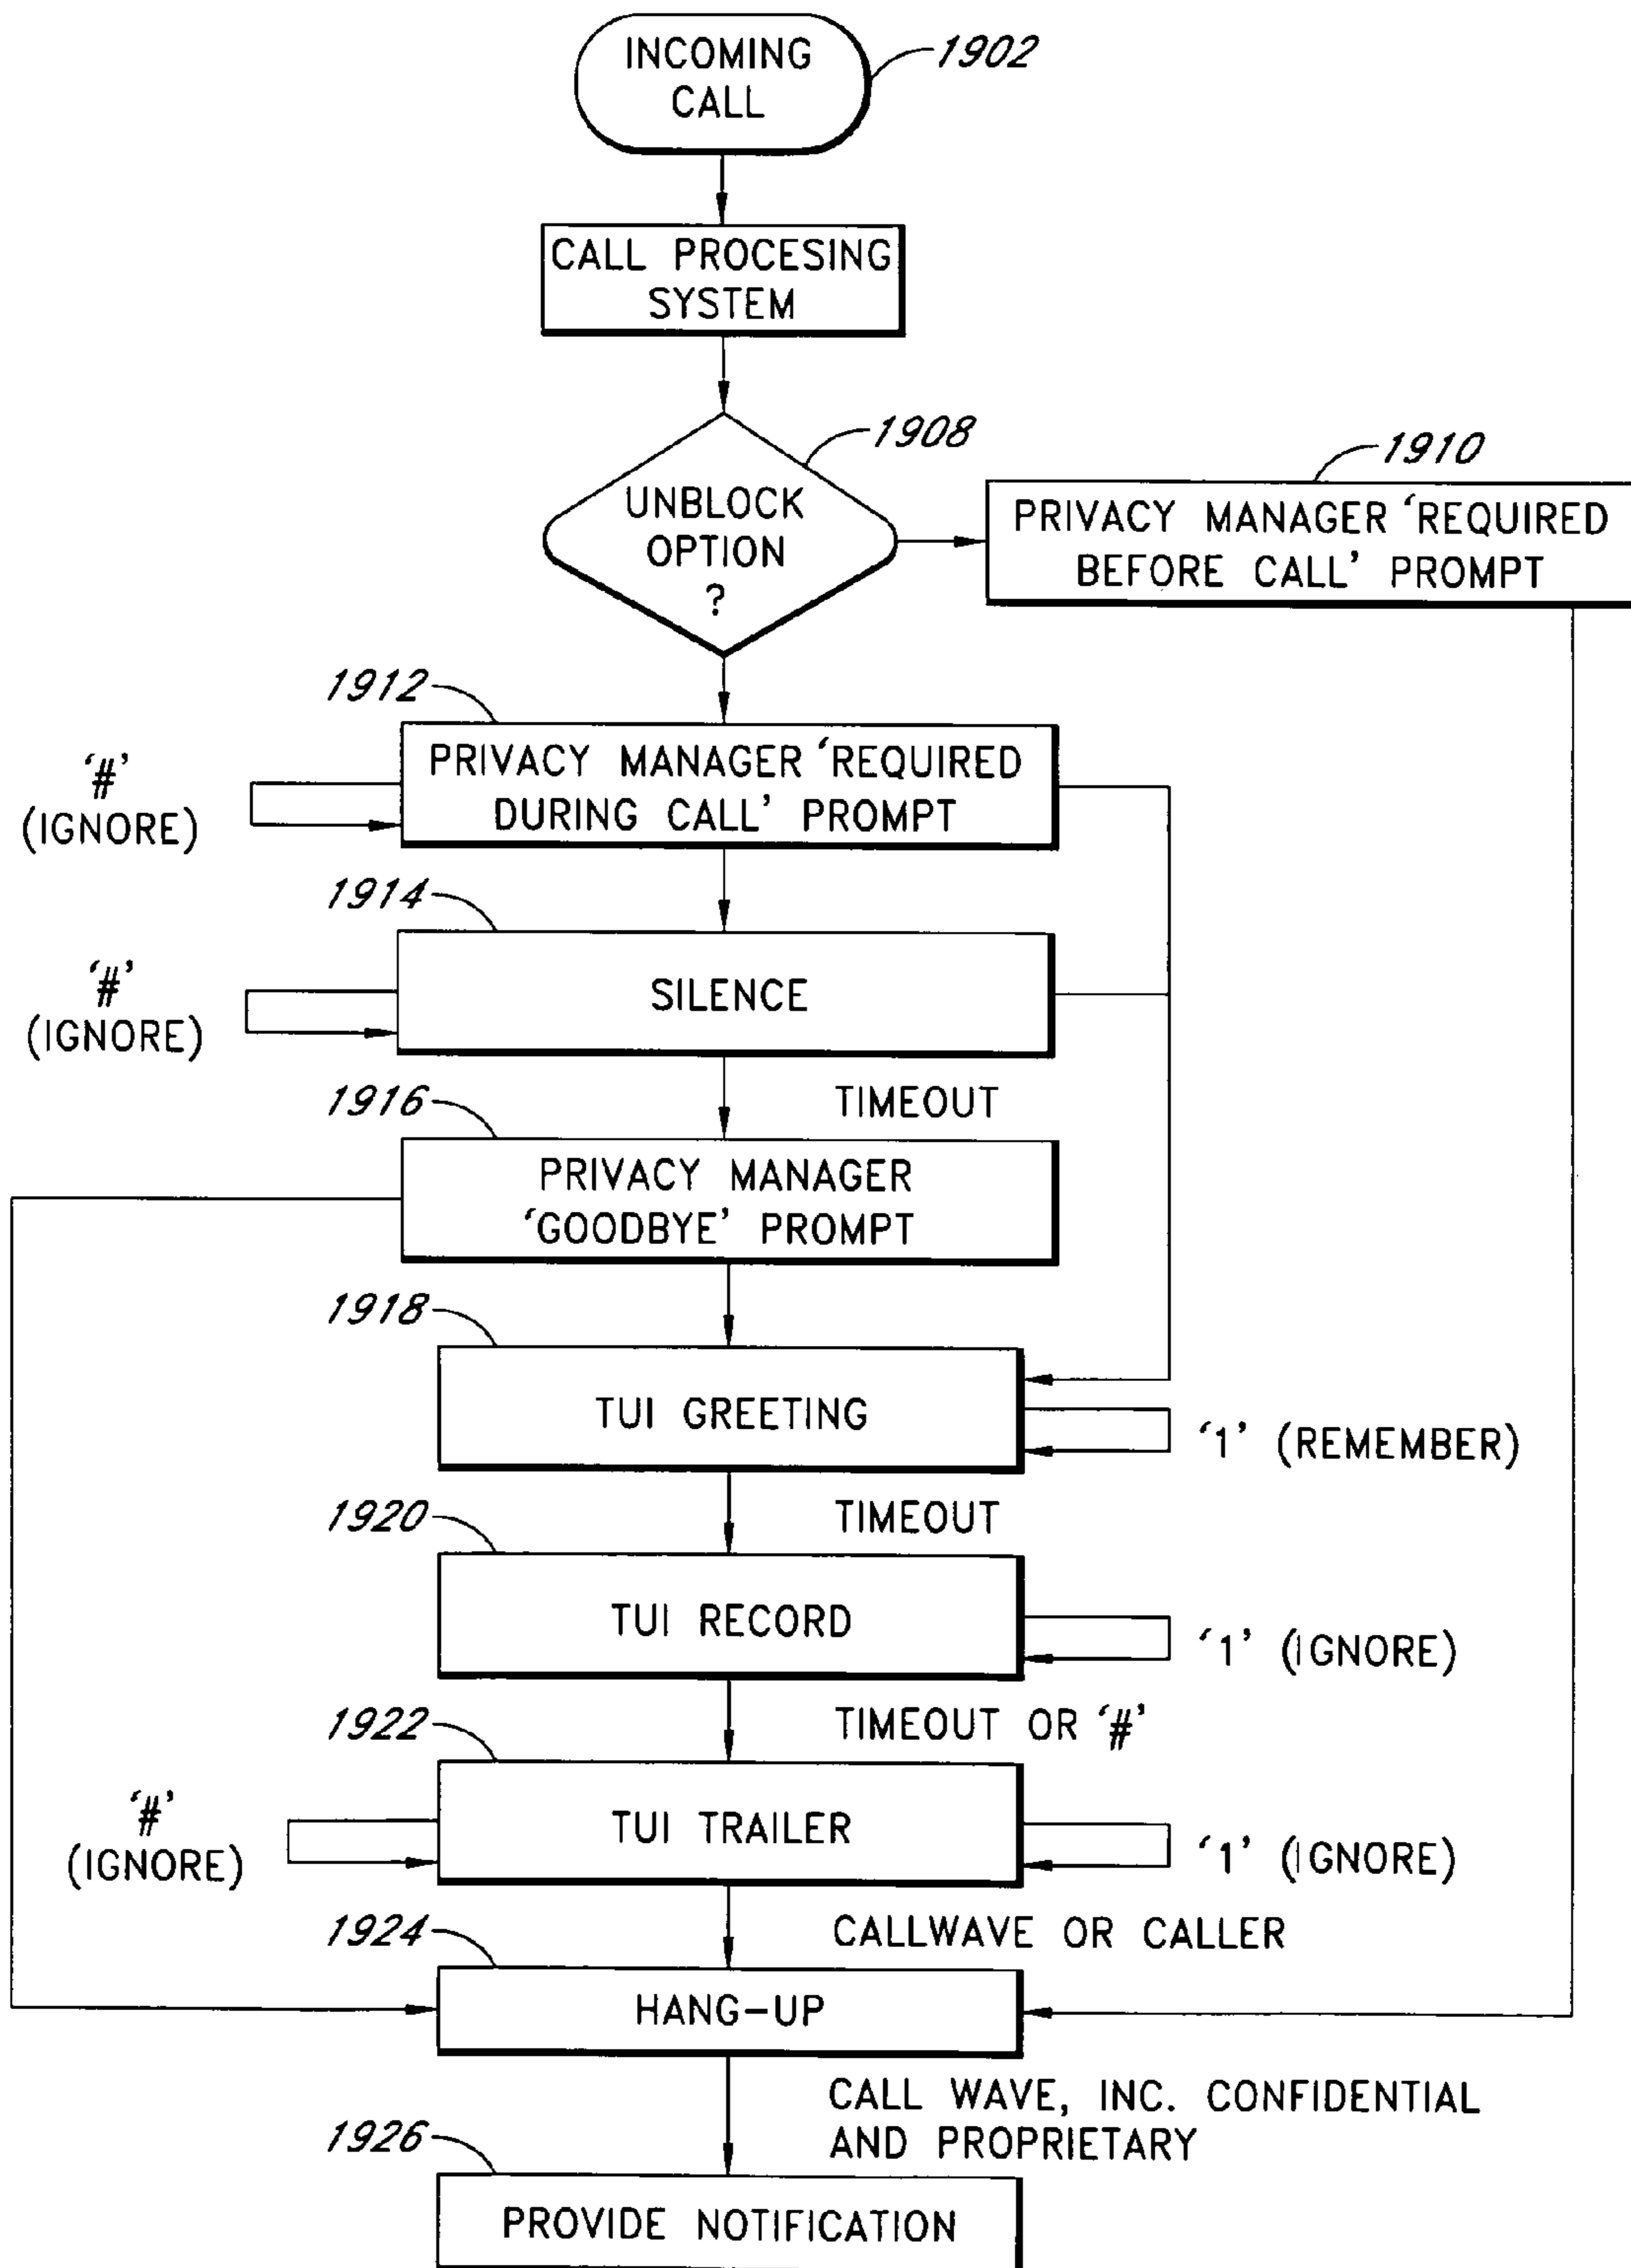 INCOMING
CALL
1902
CALL PROCESING
SYSTEM
1908
UNBLOCK
OPTION
?
1910
PRIVACY MANAGER ‘REQUIRED
BEFORE CALL’ PROMPT
1912
PRIVACY MANAGER ‘REQUIRED
DURING CALL’ PROMPT
‘#’
(IGNORE)
1914
SILENCE
‘#’
(IGNORE)
TIMEOUT
1916
PRIVACY MANAGER
‘GOODBYE’ PROMPT
1918
TUI GREETING
‘1’ (REMEMBER)
TIMEOUT
1920
TUI RECORD
‘1’ (IGNORE)
TIMEOUT OR ‘#’
1922
TUI TRAILER
‘#’
(IGNORE)
‘1’ (IGNORE)
CALLWAVE OR CALLER
1924
HANG-UP
CALL WAVE, INC. CONFIDENTIAL
AND PROPRIETARY
1926
PROVIDE NOTIFICATION